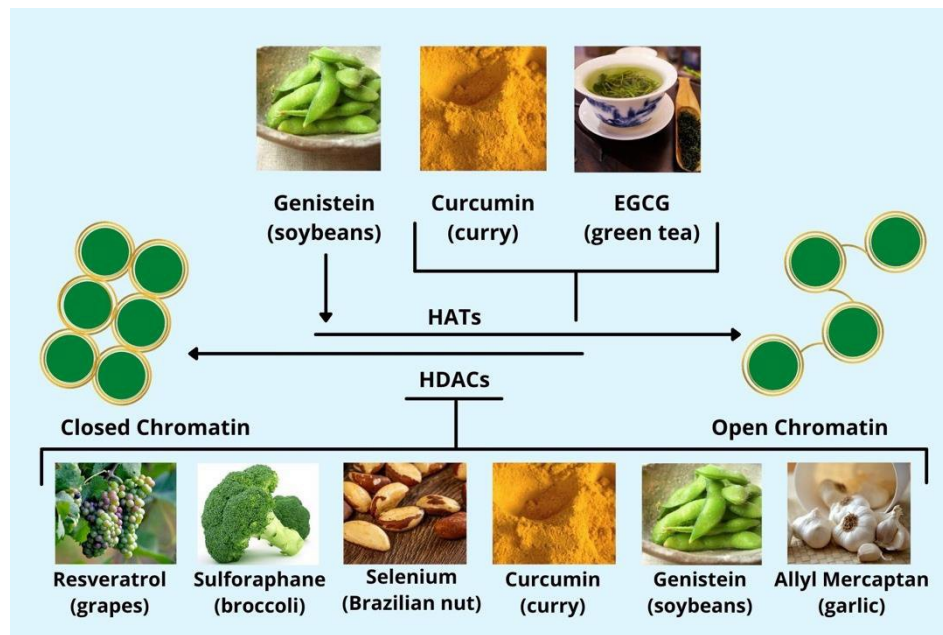 Genistein
(soybeans)
Curcumin
(curry)
EGCG
(green tea)
HATs
HDACs
Closed Chromatin
Open Chromatin
Resveratrol
(grapes)
Sulforaphane
(broccoli)
Selenium
(Brazilian nut)
Curcumin
(curry)
Genistein
(soybeans)
Allyl Mercaptan
(garlic)